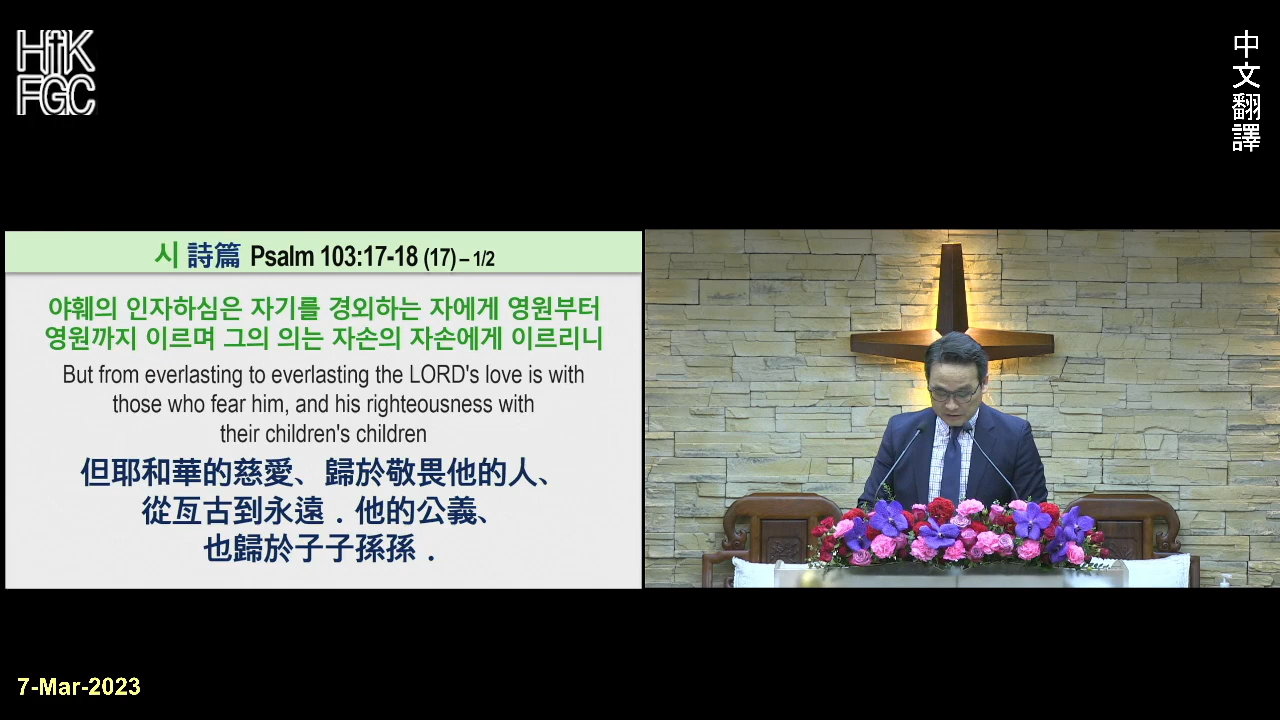 HfK
FGC
中文翻譯
시 詩篇 Psalm 103:17-18 (17) – 1/2
야훼의 인자하심은 자기를 경외하는 자에게 영원부터
영원까지 이르며 그의 의는 자손의 자손에게 이르리니
But from everlasting to everlasting the LORD's love is with
those who fear him, and his righteousness with
their children's children
但耶和華的慈愛、歸於敬畏他的人、
從亙古到永遠．他的公義、
也歸於子子孫孫．
7-Mar-2023